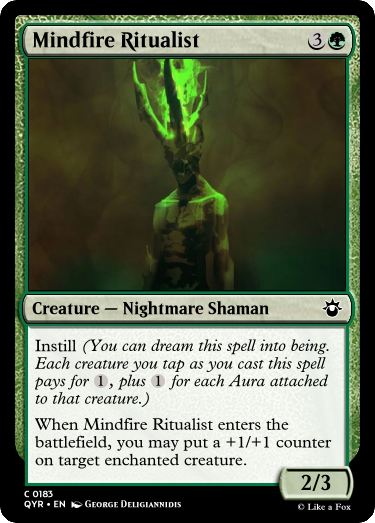 Mindfire Ritualist 3
Creature — Nightmare Shaman
Instill (You can dream this spell into being.
Each creature you tap as you cast this spell
pays for 1, plus 1 for each Aura attached
to that creature.)
When Mindfire Ritualist enters the
battlefield, you may put a +1/+1 counter
on target enchanted creature.
2/3
C 0183
QYR • EN George Deligiannidis
© Like a Fox